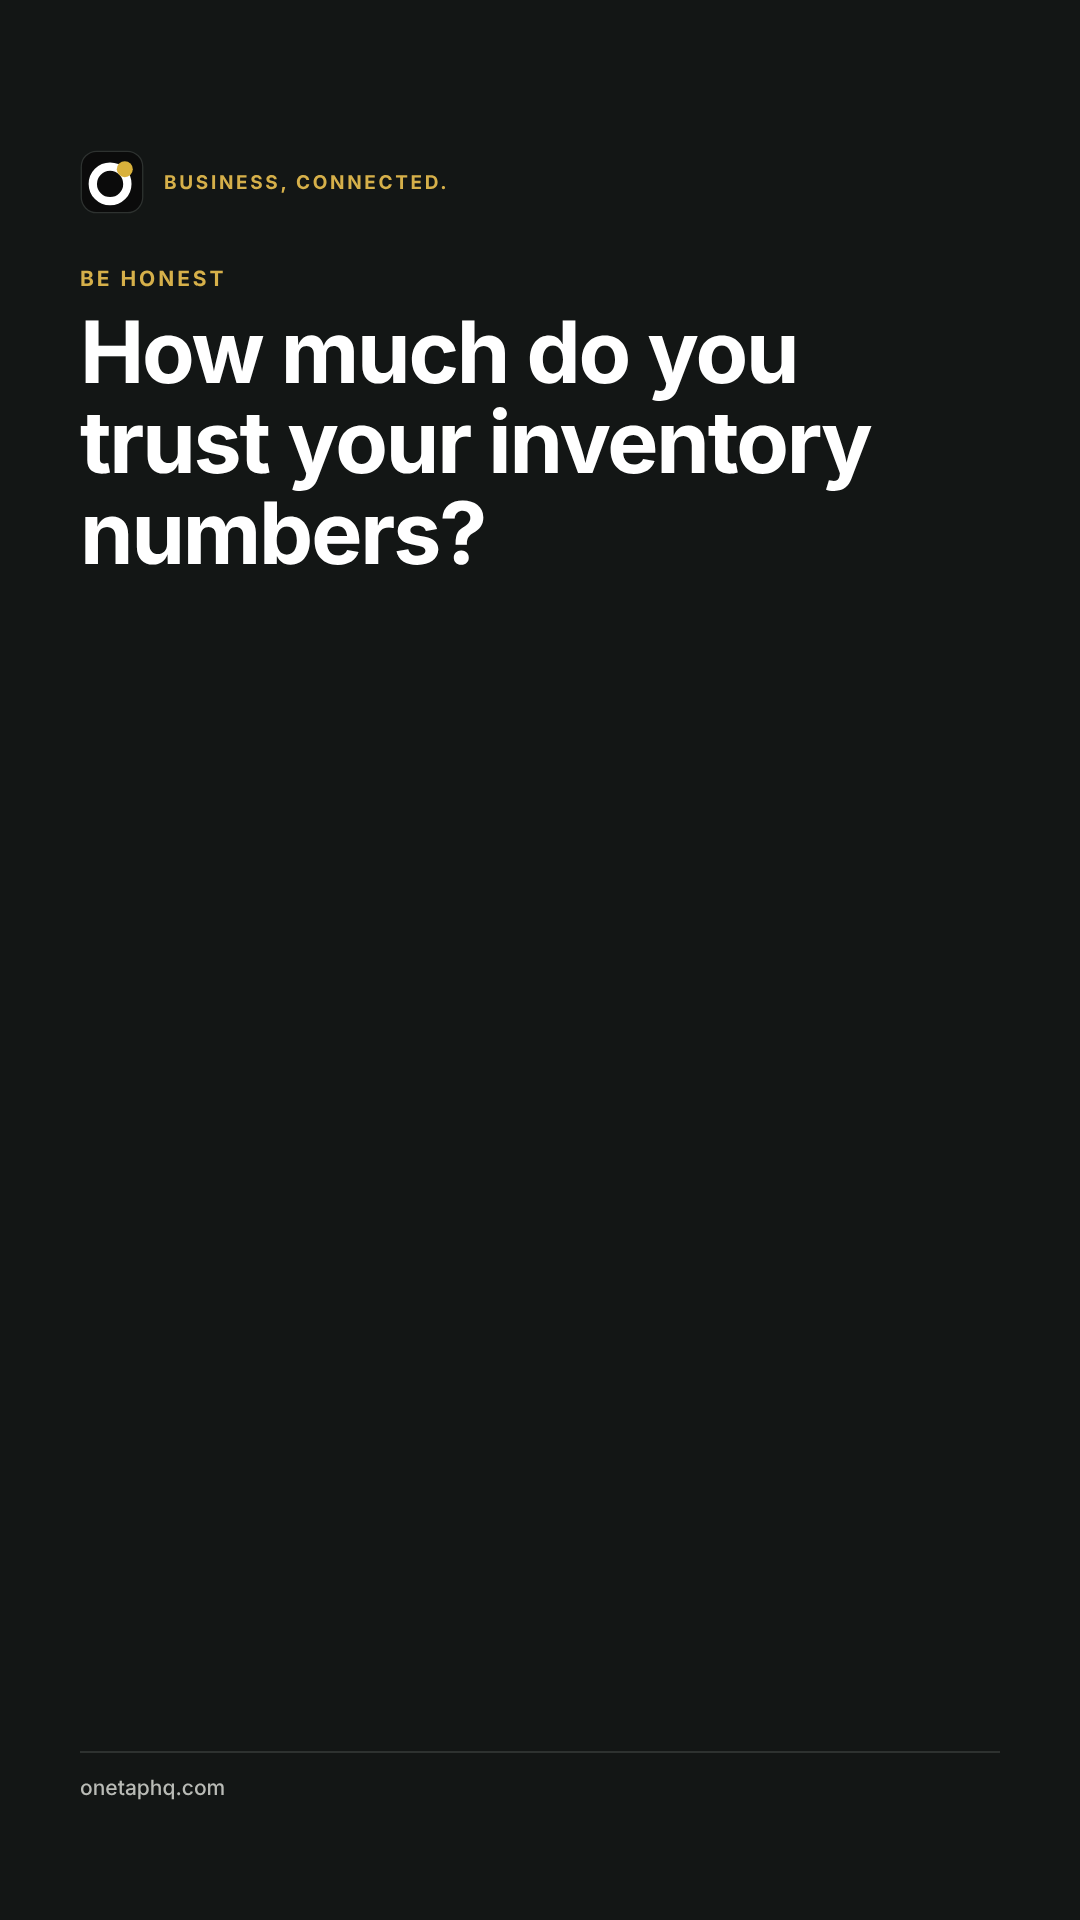 BUSINESS, CONNECTED.
BE HONEST
How much do you
trust your inventory
numbers?
onetaphq.com